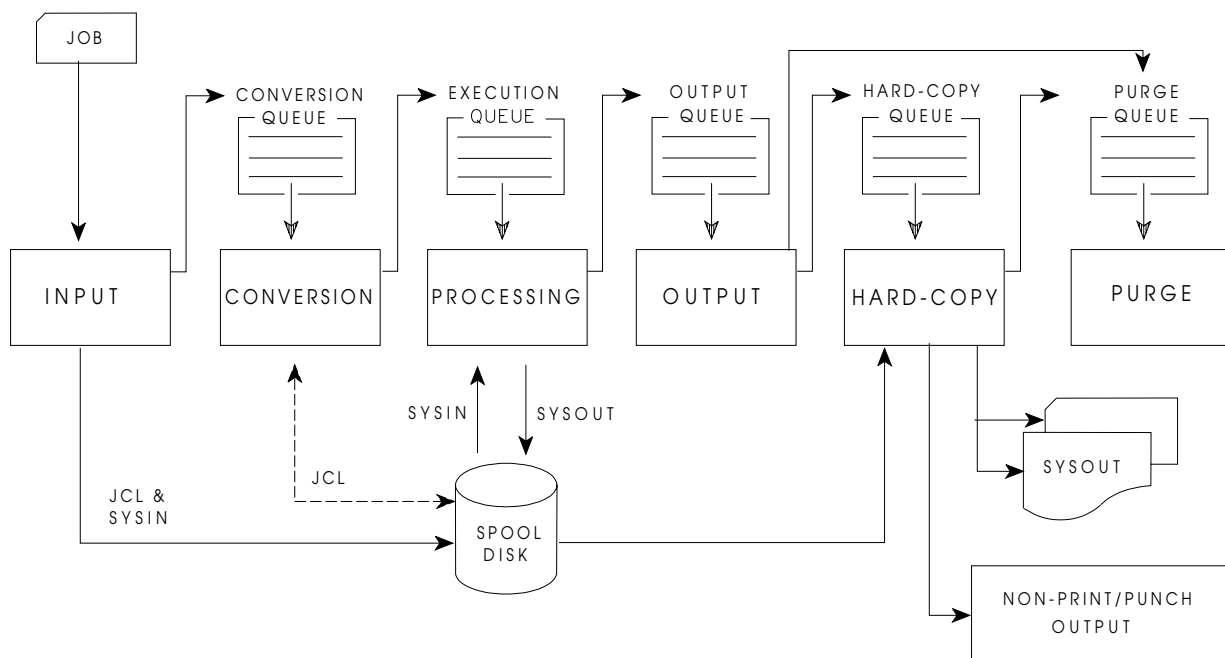 JOB
CONVERSION
QUEUE
EXECUTION
QUEUE
OUTPUT
QUEUE
HARD-COPY
QUEUE
PURGE
QUEUE
INPUT
CONVERSION
PROCESSING
OUTPUT
HARD-COPY
PURGE
SYSIN
SYSOUT
JCL
JCL &
SYSIN
SPOOL
DISK
SYSOUT
NON-PRINT/PUNCH
OUTPUT